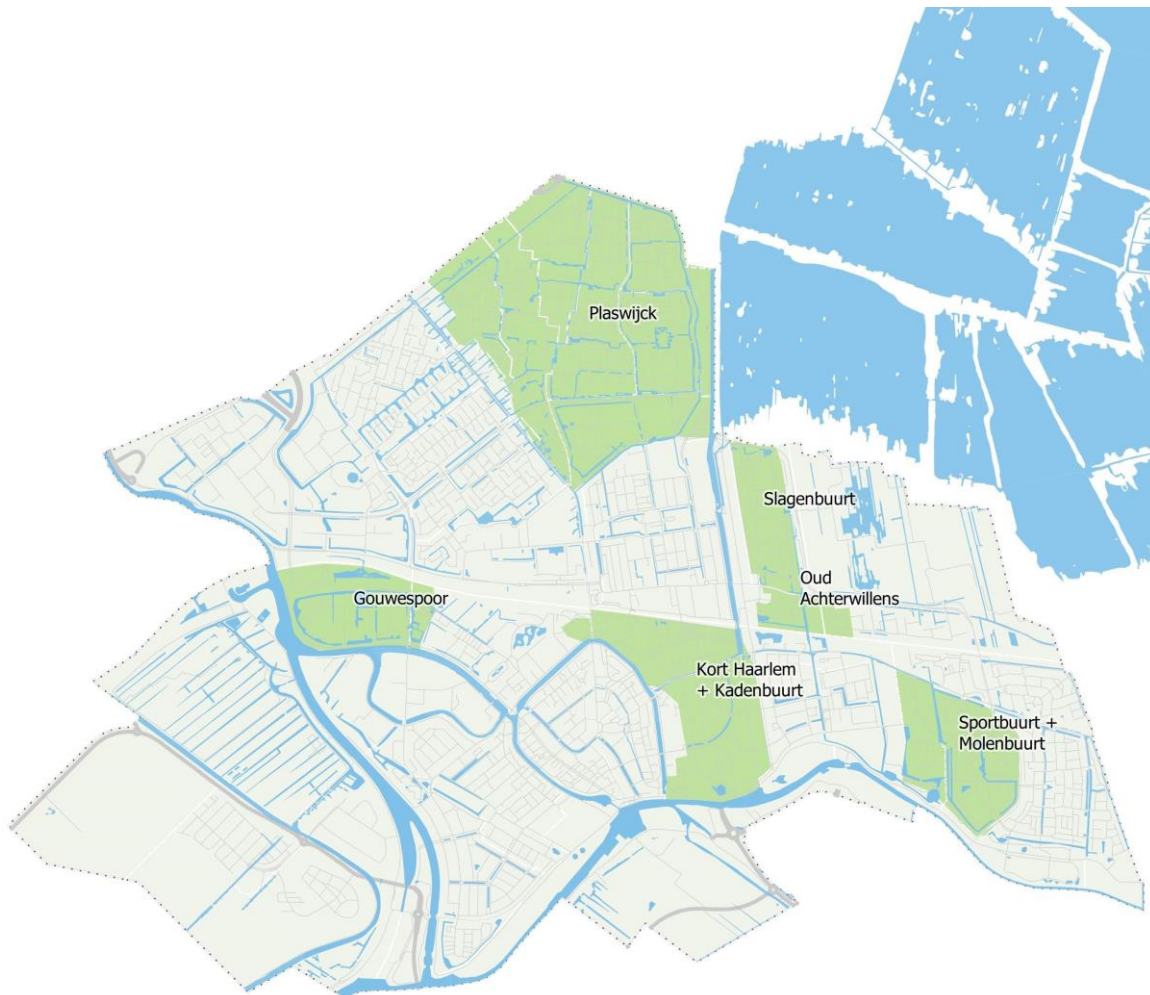 Plaswijck
Slagenbuurt
Oud
Achterwillens
Gouwespoor
Kort Haarlem
+ Kadenbuurt
Sportbuurt +
Molenbuurt